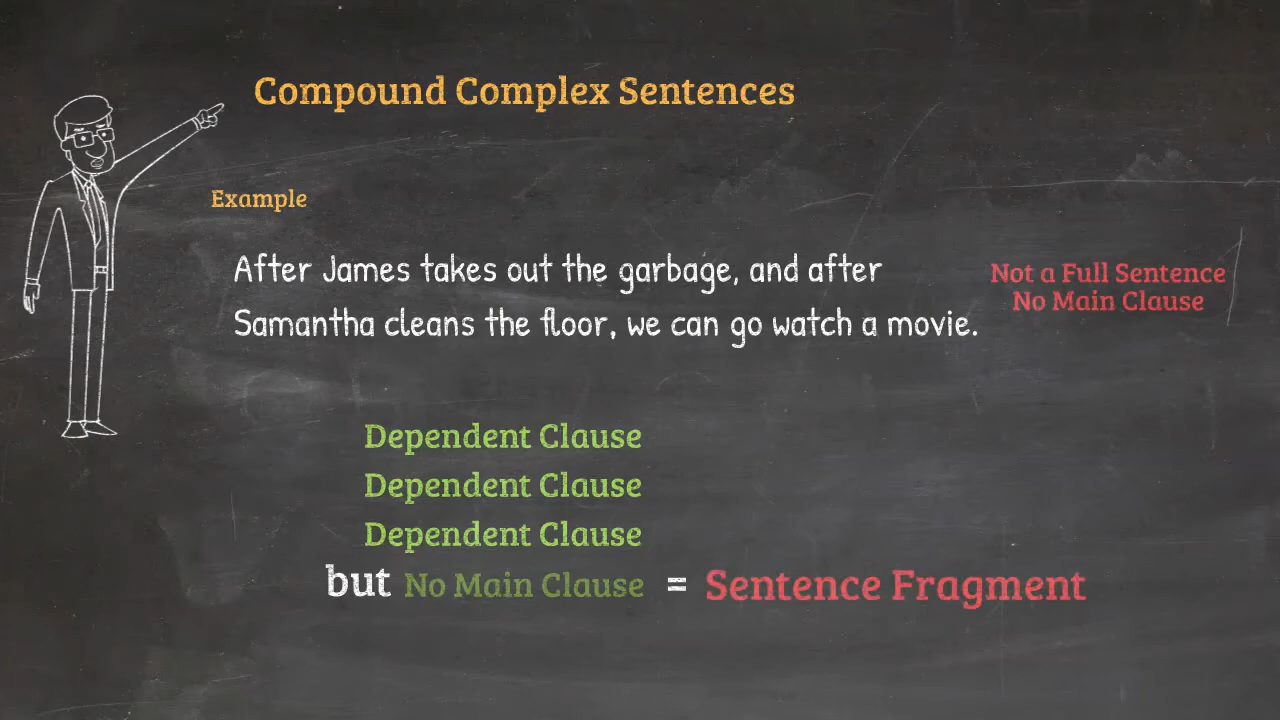 Compound Complex Sentences
Example
After James takes out the garbage, and after
Samantha cleans the floor, we can go watch a movie.
Not a Full Sentence
No Main Clause
Dependent Clause
Dependent Clause
Dependent Clause
but No Main Clause = Sentence Fragment